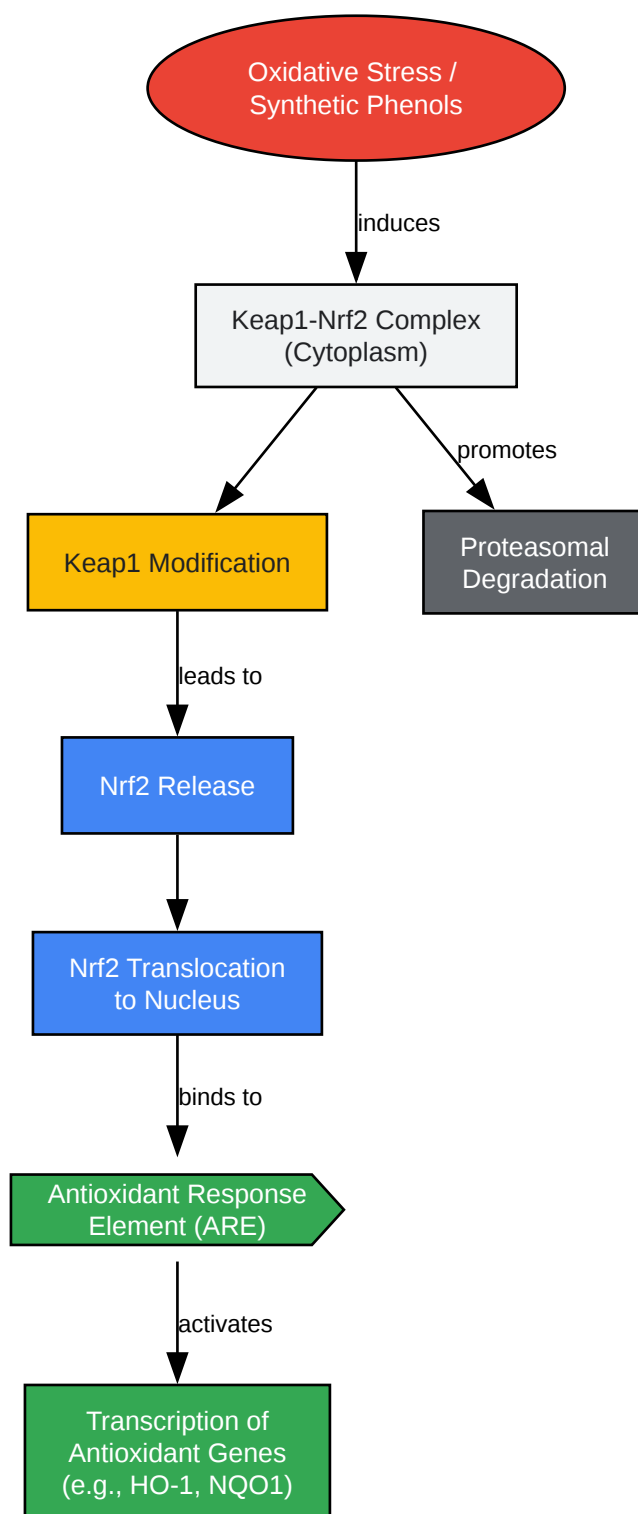 Oxidative Stress /
Synthetic Phenols
induces
Keap1-Nrf2 Complex
(Cytoplasm)
promotes
Keap1 Modification
Proteasomal
Degradation
leads to
Nrf2 Release
Nrf2 Translocation
to Nucleus
binds to
Antioxidant Response
Element (ARE)
activates
Transcription of
Antioxidant Genes
(e.g., HO-1, NQO1)